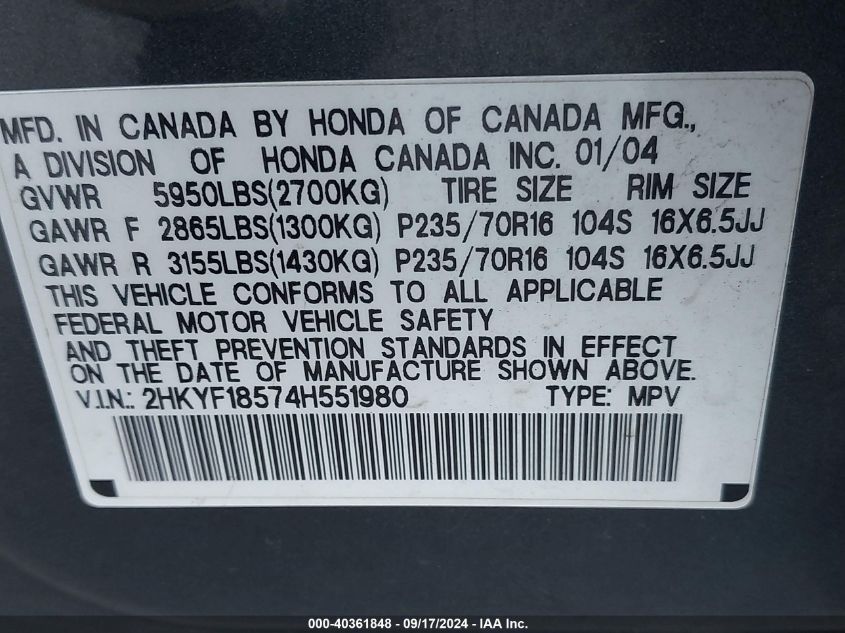 MFD. IN CANADA BY HONDA OF CANADA MFG.,
A DIVISION OF HONDA CANADA INC. 01/04
GVWR 5950LBS(2700KG) TIRE SIZE RIM SIZE
GAWR F 2865LBS(1300KG) P235/70R16 104S 16X6.5JJ
GAWR R 3155LBS(1430KG) P235/70R16 104S 16X6.5JJ
THIS VEHICLE CONFORMS TO ALL APPLICABLE
FEDERAL MOTOR VEHICLE SAFETY
AND THEFT PREVENTION STANDARDS IN EFFECT
ON THE DATE OF MANUFACTURE SHOWN ABOVE.
V.I.N.: 2HKYF18574H551980 TYPE: MPV
000-40361848 - 09/17/2024 - IAA Inc.